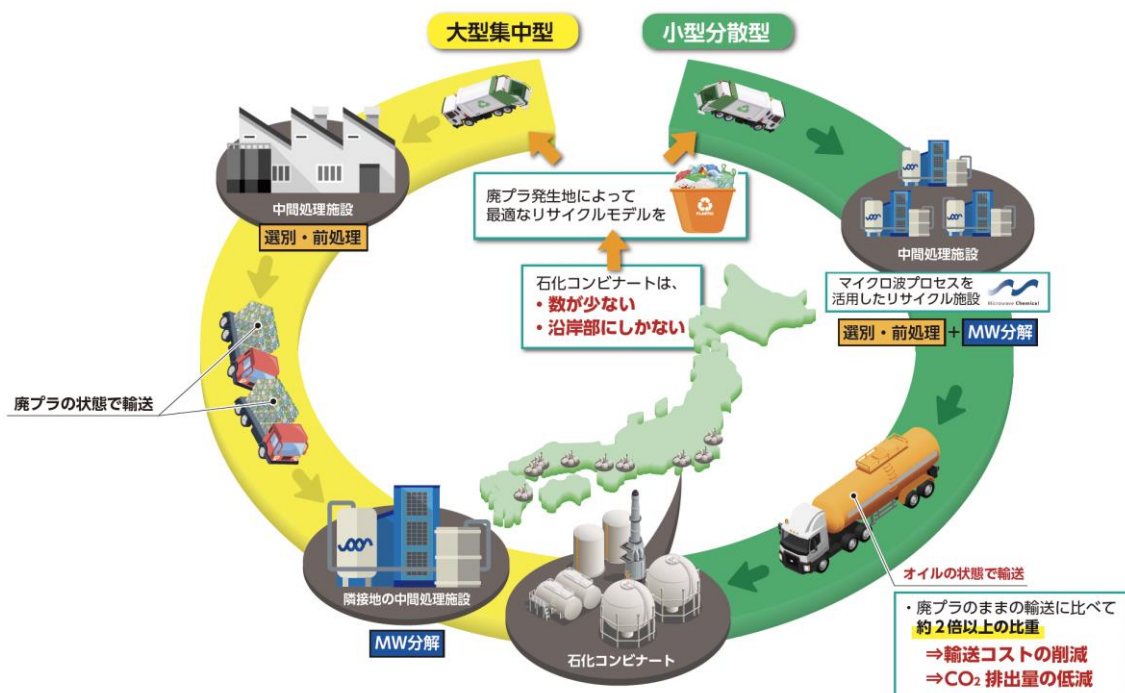 大型集中型
小型分散型
廃プラ発生地によって
最適なリサイクルモデルを
PLASTIC
石化コンビナートは、
・数が少ない
・沿岸部にしかない
中間処理施設
選別・前処理
廃プラの状態で輸送
隣接地の中間処理施設
MW分解
石化コンビナート
中間処理施設
マイクロ波プロセスを
活用したリサイクル施設
Microwave Chemical
選別・前処理+MW分解
オイルの状態で輸送
・廃プラのままの輸送に比べて
約2倍以上の比重
⇒輸送コストの削減
⇒CO₂ 排出量の低減